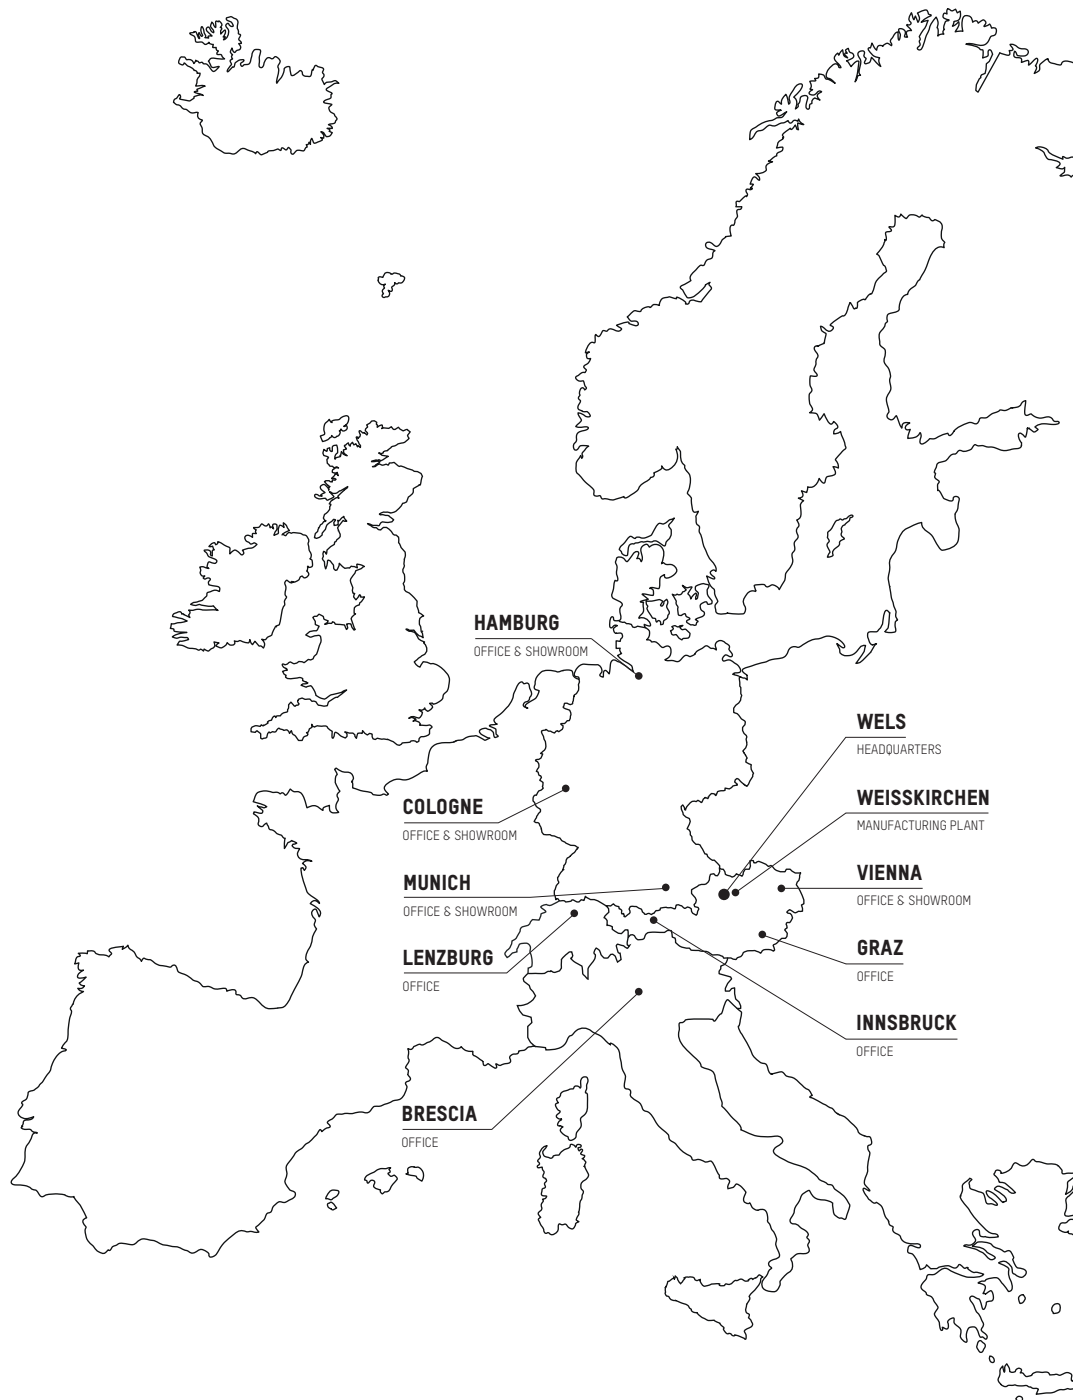 HAMBURG
OFFICE & SHOWROOM
WELS
HEADQUARTERS
WEISSKIRCHEN
MANUFACTURING PLANT
COLOGNE
OFFICE & SHOWROOM
VIENNA
OFFICE & SHOWROOM
MUNICH
OFFICE & SHOWROOM
GRAZ
OFFICE
LENZBURG
OFFICE
INNSBRUCK
OFFICE
BRESCIA
OFFICE